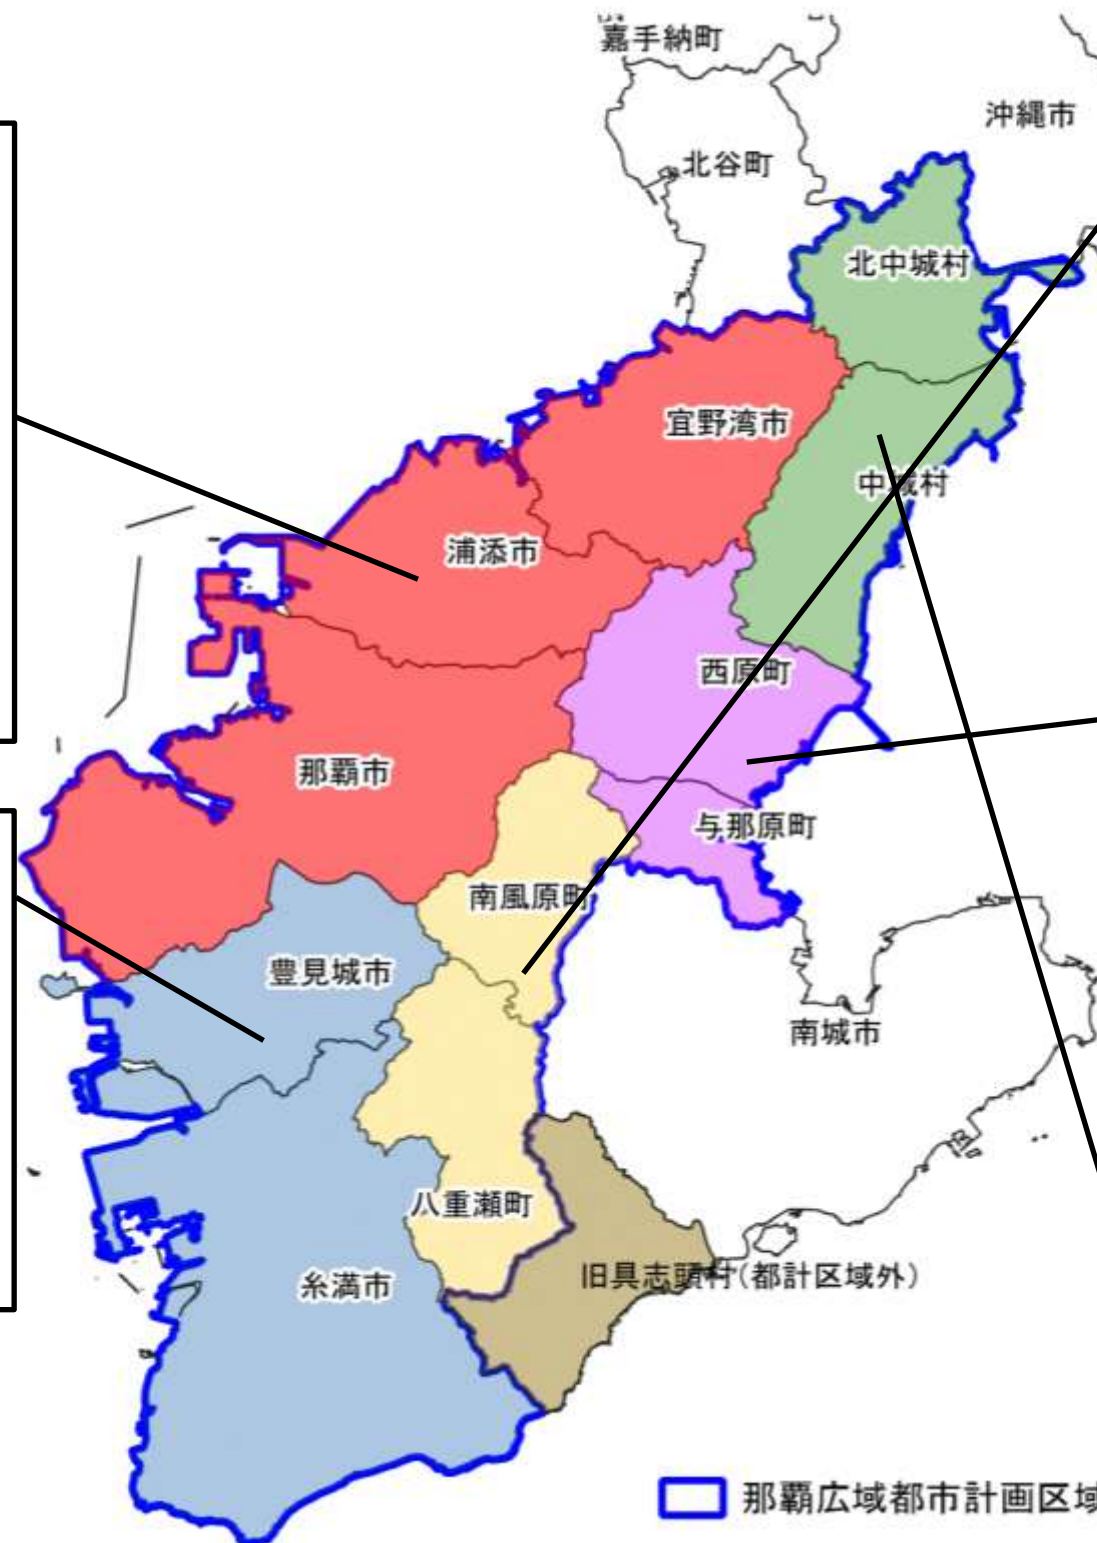 嘉手納町
沖縄市
北谷町
北中城村
宜野湾市
中城村
浦添市
西原町
那覇市
与那原町
南風原町
豊見城市
南城市
八重瀬町
旧具志頭村(都計区域外)
糸満市
那覇広域都市計画区域